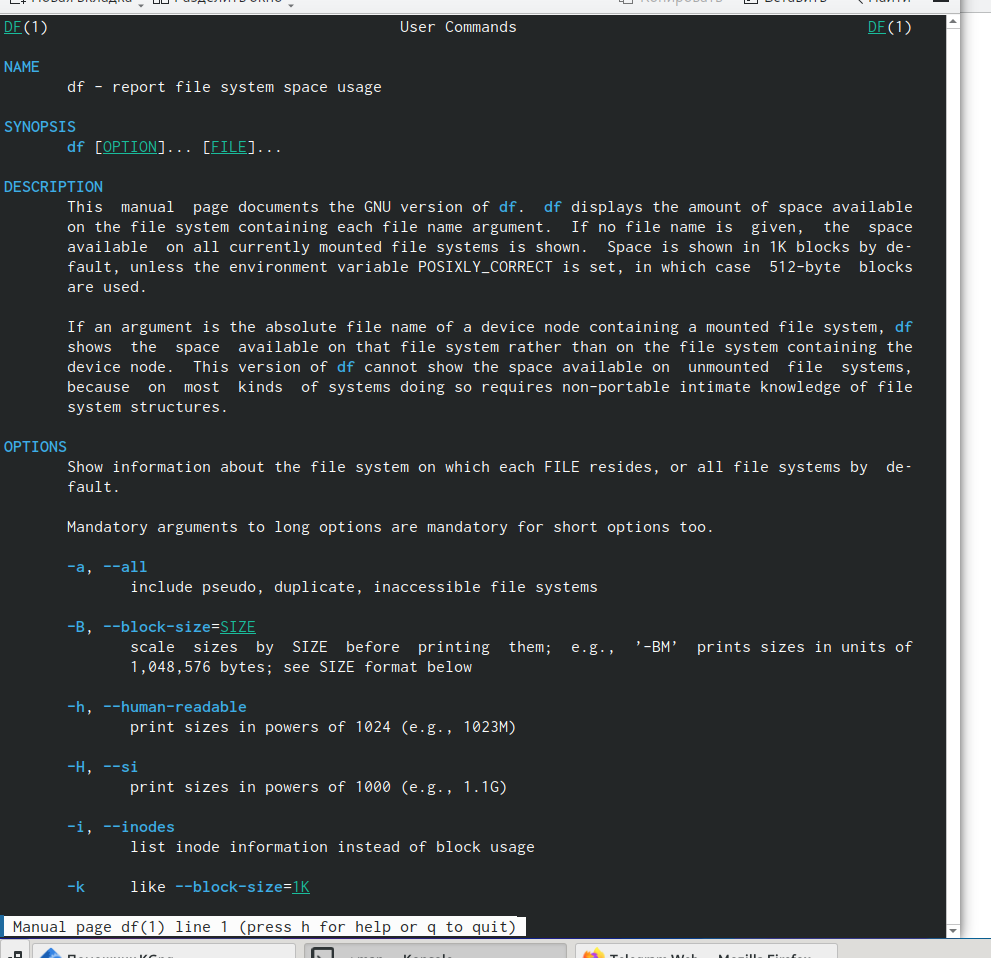 Новая вкладка Разделить окно Копировать Вставить Найти
DF(1) User Commands DF(1)
NAME
df - report file system space usage
SYNOPSIS
df [OPTION]... [FILE]...
DESCRIPTION
This manual page documents the GNU version of df. df displays the amount of space available
on the file system containing each file name argument. If no file name is given, the space
available on all currently mounted file systems is shown. Space is shown in 1K blocks by de-
fault, unless the environment variable POSIXLY_CORRECT is set, in which case 512-byte blocks
are used.
If an argument is the absolute file name of a device node containing a mounted file system, df
shows the space available on that file system rather than on the file system containing the
device node. This version of df cannot show the space available on unmounted file systems,
because on most kinds of systems doing so requires non-portable intimate knowledge of file
system structures.
OPTIONS
Show information about the file system on which each FILE resides, or all file systems by de-
fault.
Mandatory arguments to long options are mandatory for short options too.
-a, --all
include pseudo, duplicate, inaccessible file systems
-B, --block-size=SIZE
scale sizes by SIZE before printing them; e.g., '-BM' prints sizes in units of
1,048,576 bytes; see SIZE format below
-h, --human-readable
print sizes in powers of 1024 (e.g., 1023M)
-H, --si
print sizes in powers of 1000 (e.g., 1.1G)
-i, --inodes
list inode information instead of block usage
-k like --block-size=1K
Manual page df(1) line 1 (press h for help or q to quit)
Telegram Web Mozilla Firefox